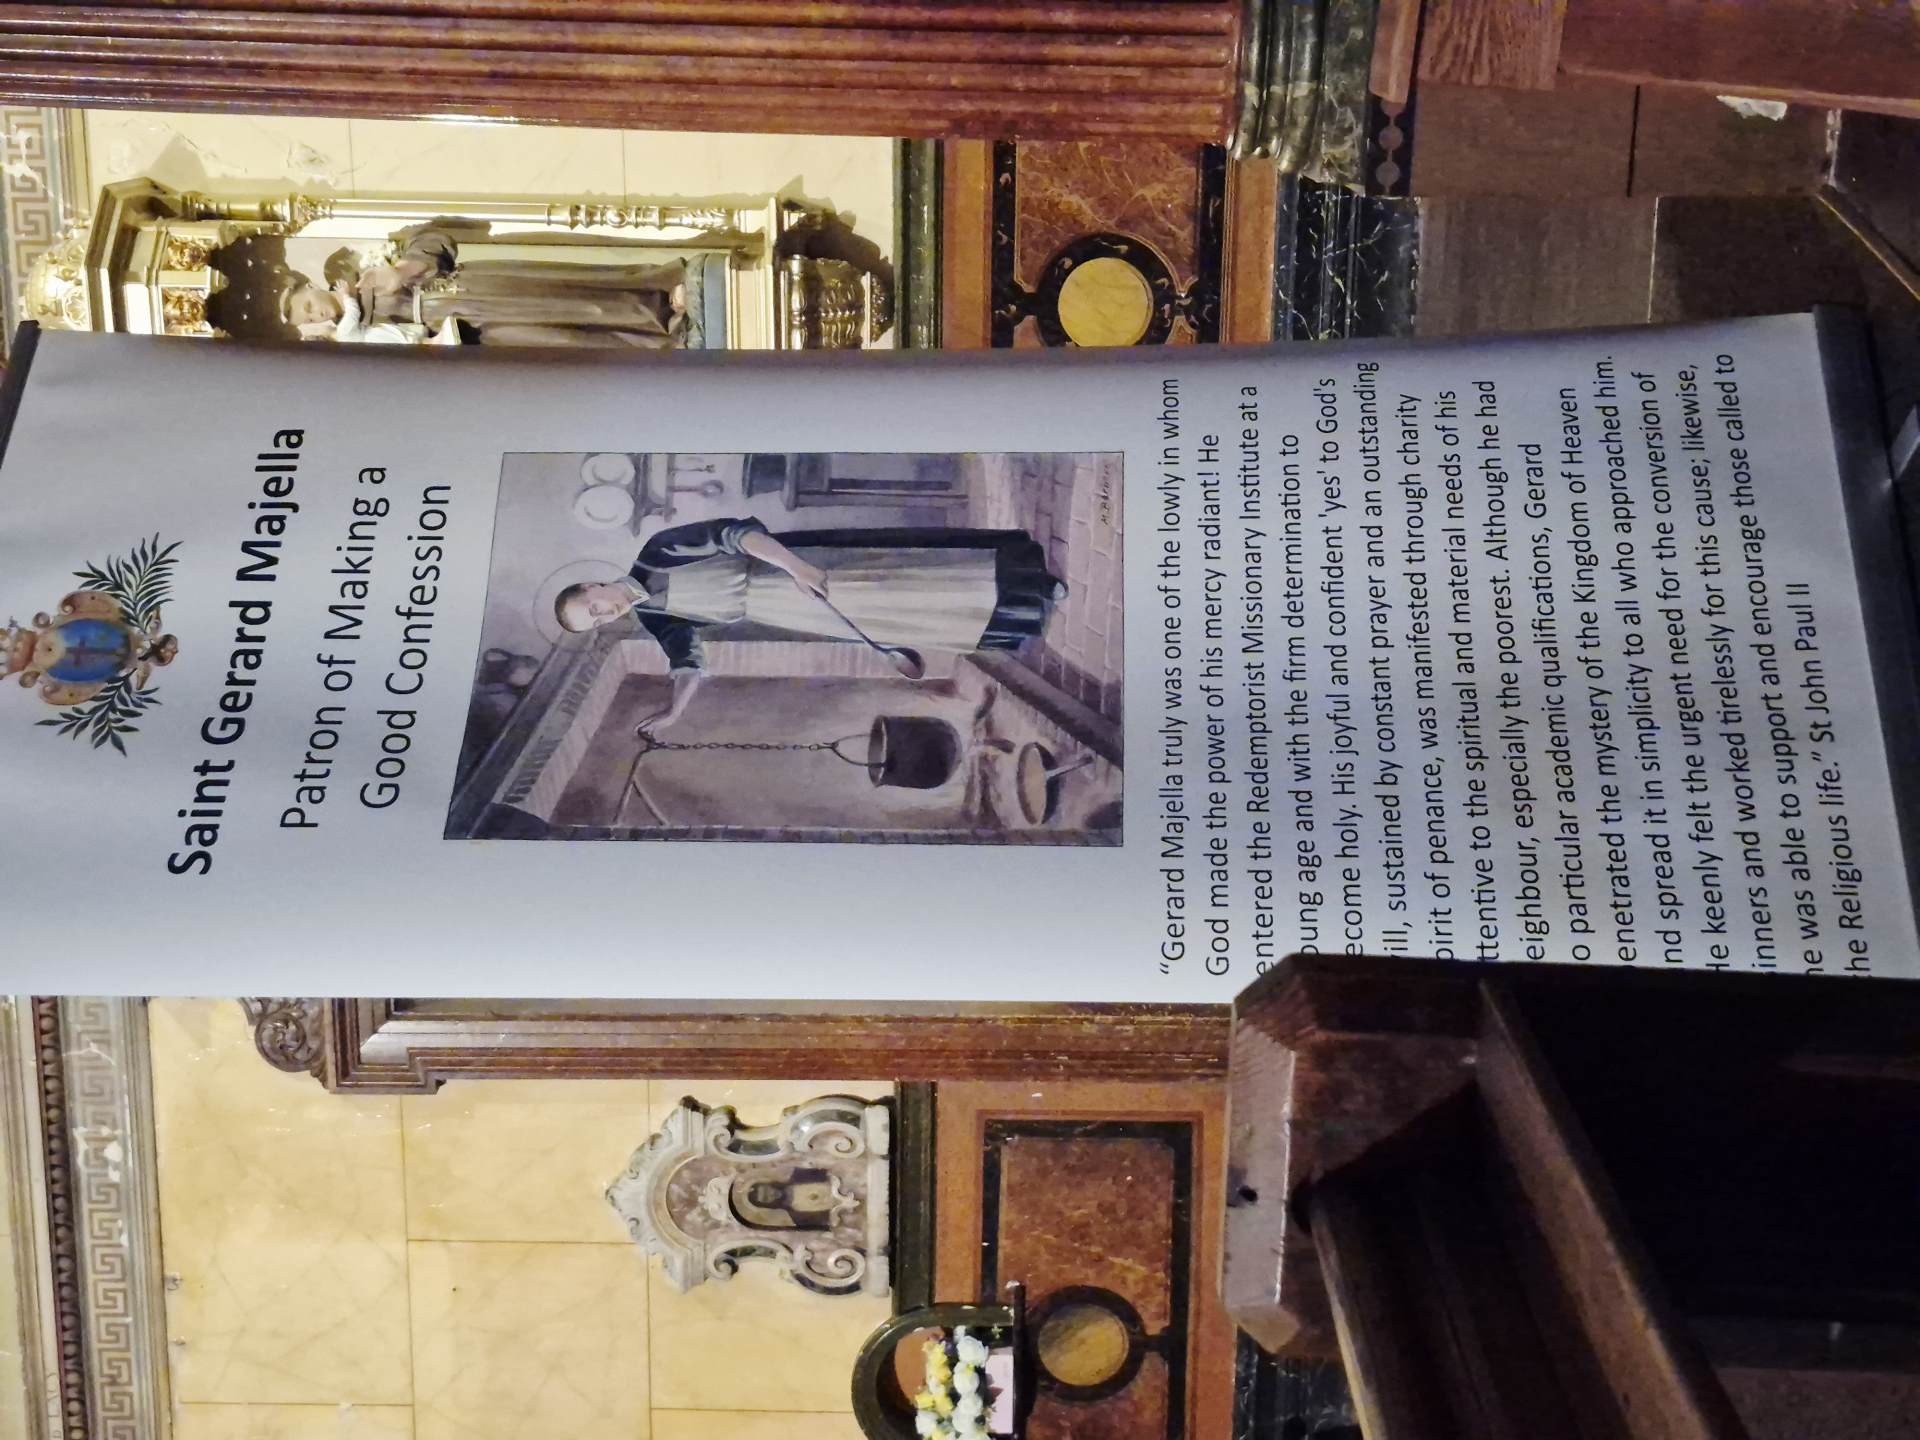 Saint Gerard Majella
Patron of Making a
Good Confession
"Gerard Majella truly was one of the lowly in whom
God made the power of his mercy radiant! He
entered the Redemptorist Missionary Institute at a
oung age and with the firm determination to
ecome holy. His joyful and confident 'yes' to God's
ill, sustained by constant prayer and an outstanding
pirit of penance, was manifested through charity
ttentive to the spiritual and material needs of his
eighbour, especially the poorest. Although he had
o particular academic qualifications, Gerard
enetrated the mystery of the Kingdom of Heaven
nd spread it in simplicity to all who approached him.
He keenly felt the urgent need for the conversion of
inners and worked tirelessly for this cause; likewise,
he was able to support and encourage those called to
the Religious life." St John Paul II